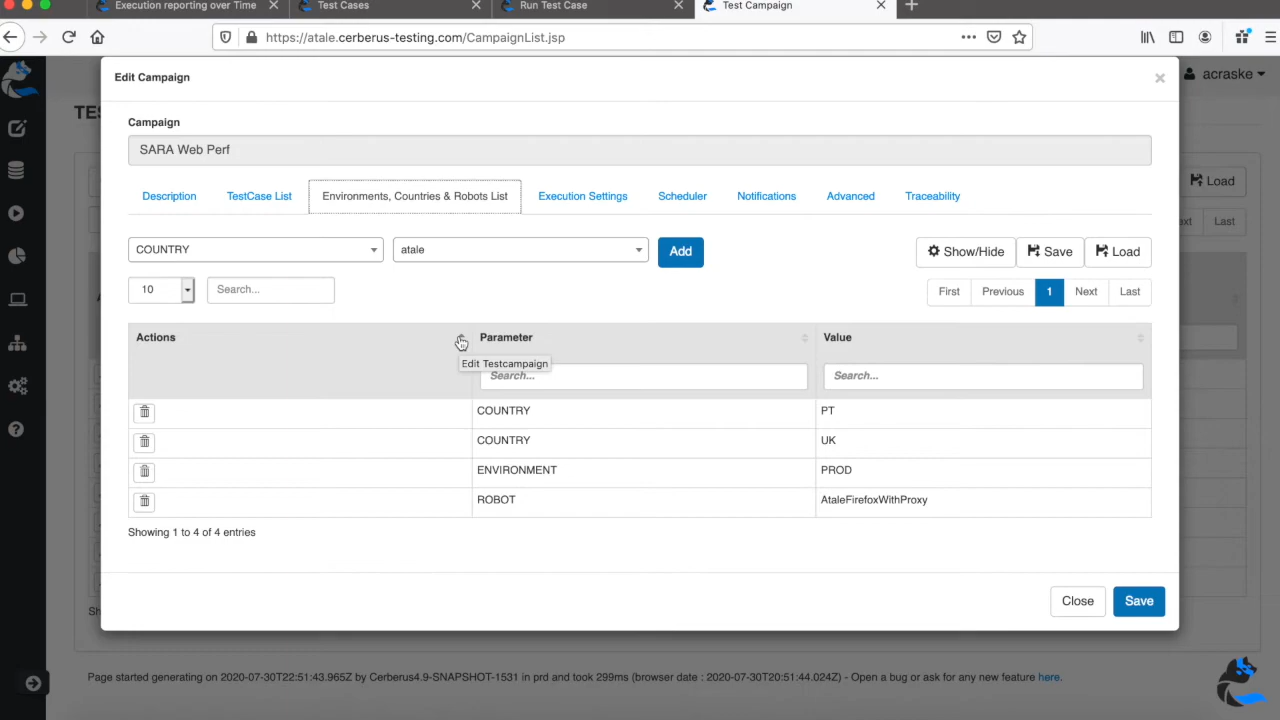 Execution reporting over Time
Test Cases
Run Test Case
Test Campaign
https://atale.cerberus-testing.com/CampaignList.jsp
acraske
Edit Campaign
Campaign
SARA Web Perf
Description TestCase List Environments, Countries & Robots List Execution Settings Scheduler Notifications Advanced Traceability
Load
COUNTRY atale Add Show/Hide Save Load
Last
10 Search... First Previous 1 Next Last
Actions Parameter Value
Edit Testcampaign
Search... Search...
COUNTRY PT
COUNTRY UK
ENVIRONMENT PROD
ROBOT AtaleFirefoxWithProxy
Showing 1 to 4 of 4 entries
Close Save
Page started generating on 2020-07-30T22:51:43.965Z by Cerberus4.9-SNAPSHOT-1531 in prd and took 299ms (browser date : 2020-07-30T20:51:44.024Z) - Open a bug or ask for any new feature here.